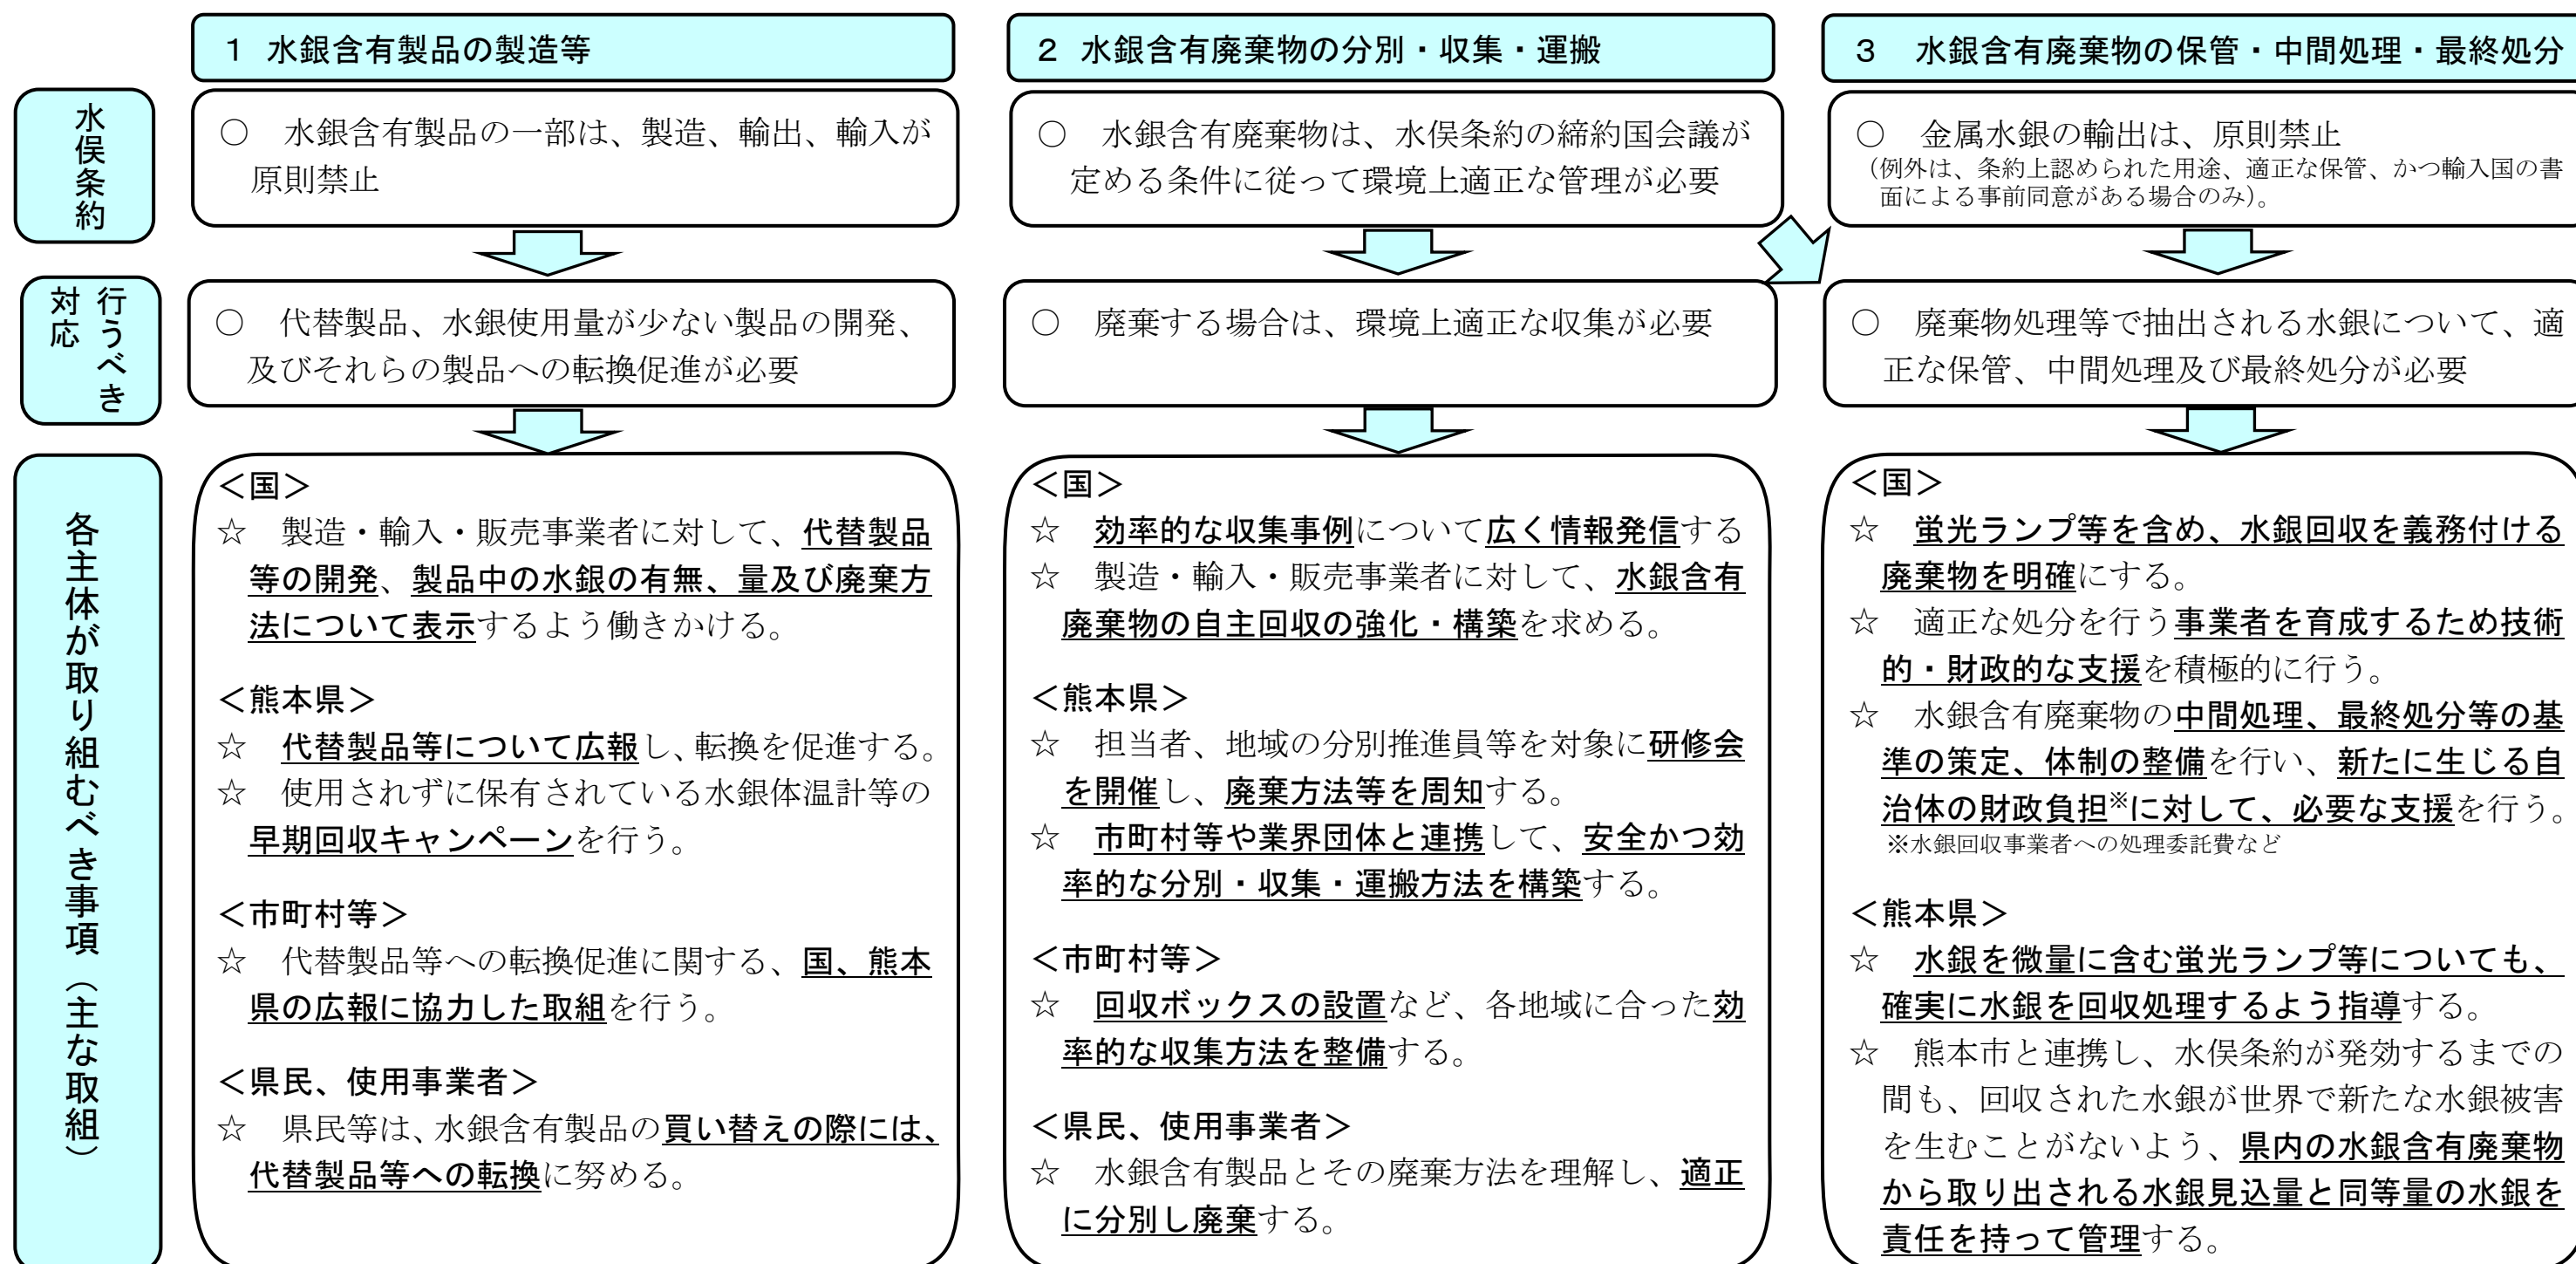 1 水銀含有製品の製造等
2 水銀含有廃棄物の分別・収集・運搬
3 水銀含有廃棄物の保管・中間処理・最終処分
水俣条約
○ 水銀含有製品の一部は、製造、輸出、輸入が
原則禁止
○ 水銀含有廃棄物は、水俣条約の締約国会議が
定める条件に従って環境上適正な管理が必要
○ 金属水銀の輸出は、原則禁止
(例外は、条約上認められた用途、適正な保管、かつ輸入国の書
面による事前同意がある場合のみ)。
行うべき
対応
○ 代替製品、水銀使用量が少ない製品の開発、
及びそれらの製品への転換促進が必要
○ 廃棄する場合は、環境上適正な収集が必要
○ 廃棄物処理等で抽出される水銀について、適
正な保管、中間処理及び最終処分が必要
各主体が取り組むべき事項(主な取組)
<国>
☆ 製造・輸入・販売事業者に対して、代替製品
等の開発、製品中の水銀の有無、量及び廃棄方
法について表示するよう働きかける。
<熊本県>
☆ 代替製品等について広報し、転換を促進する。
☆ 使用されずに保有されている水銀体温計等の
早期回収キャンペーンを行う。
<市町村等>
☆ 代替製品等への転換促進に関する、国、熊本
県の広報に協力した取組を行う。
<県民、使用事業者>
☆ 県民等は、水銀含有製品の買い替えの際には、
代替製品等への転換に努める。
<国>
☆ 効率的な収集事例について広く情報発信する
☆ 製造・輸入・販売事業者に対して、水銀含有
廃棄物の自主回収の強化・構築を求める。
<熊本県>
☆ 担当者、地域の分別推進員等を対象に研修会
を開催し、廃棄方法等を周知する。
☆ 市町村等や業界団体と連携して、安全かつ効
率的な分別・収集・運搬方法を構築する。
<市町村等>
☆ 回収ボックスの設置など、各地域に合った効
率的な収集方法を整備する。
<県民、使用事業者>
☆ 水銀含有製品とその廃棄方法を理解し、適正
に分別し廃棄する。
<国>
☆ 蛍光ランプ等を含め、水銀回収を義務付ける
廃棄物を明確にする。
☆ 適正な処分を行う事業者を育成するため技術
的・財政的な支援を積極的に行う。
☆ 水銀含有廃棄物の中間処理、最終処分等の基
準の策定、体制の整備を行い、新たに生じる自
治体の財政負担※に対して、必要な支援を行う。
※水銀回収事業者への処理委託費など
<熊本県>
☆ 水銀を微量に含む蛍光ランプ等についても、
確実に水銀を回収処理するよう指導する。
☆ 熊本市と連携し、水俣条約が発効するまでの
間も、回収された水銀が世界で新たな水銀被害
を生むことがないよう、県内の水銀含有廃棄物
から取り出される水銀見込量と同等量の水銀を
責任を持って管理する。